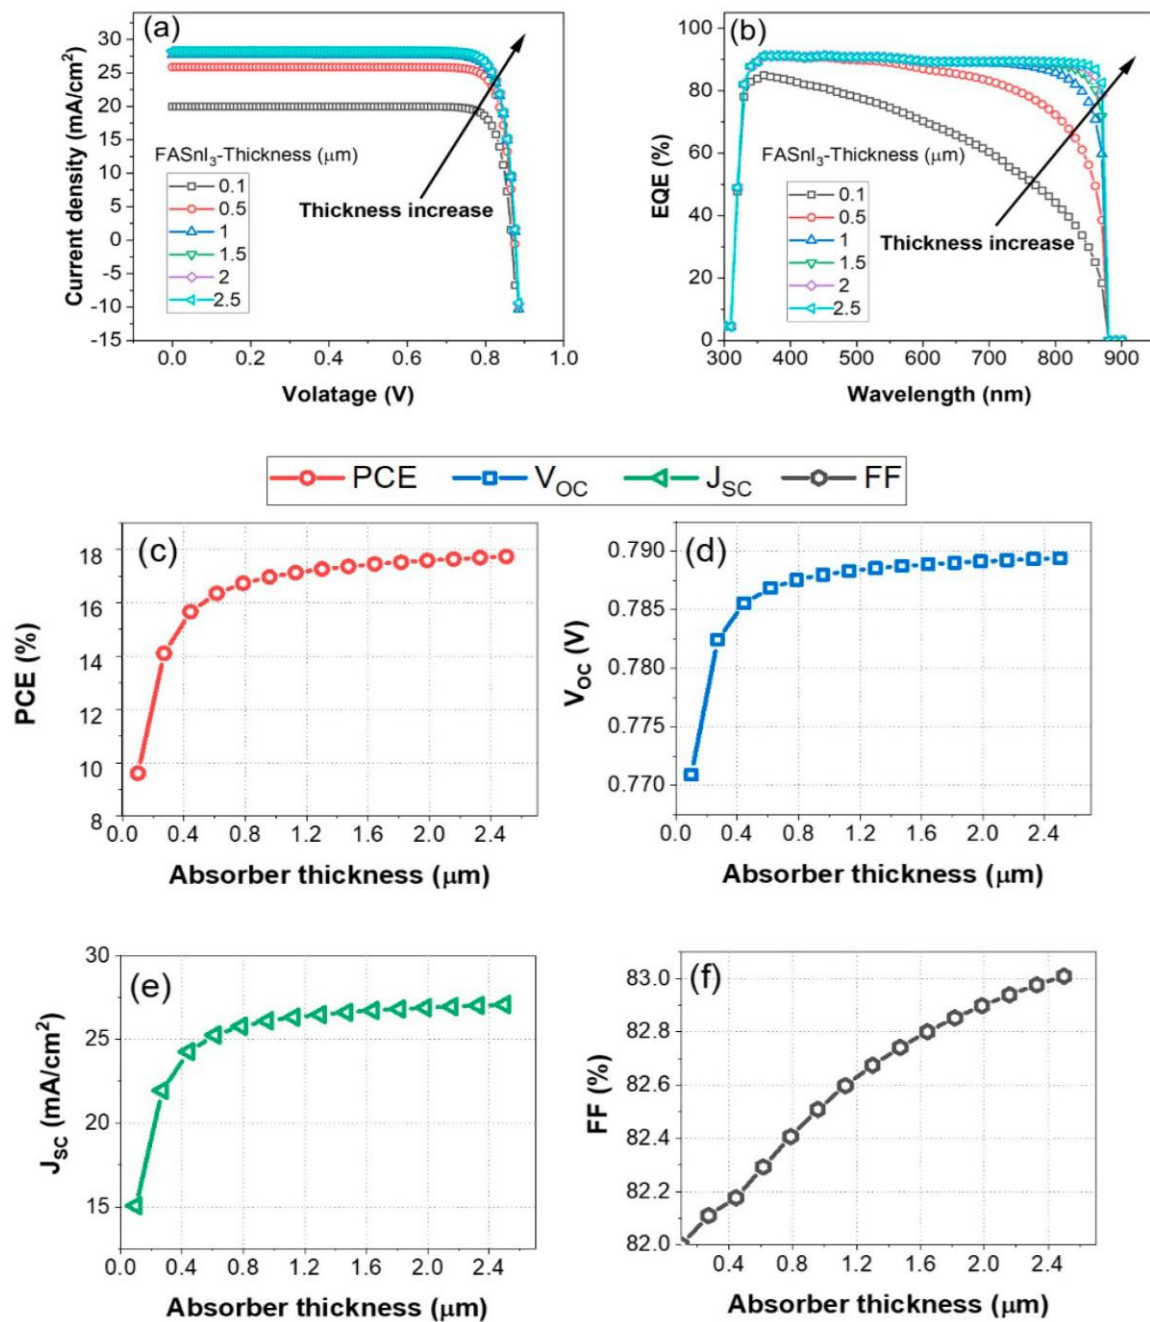 (a)
Current density (mA/cm²)
30
25
20
15
10
5
0
-5
-10
-15
FASnI₃-Thickness (μm)
0.1
0.5
1
1.5
2
2.5
Thickness increase
0.0 0.2 0.4 0.6 0.8 1.0
Volatage (V)
(b)
EQE (%)
100
80
60
40
20
0
FASnI₃-Thickness (μm)
0.1
0.5
1
1.5
2
2.5
Thickness increase
300 400 500 600 700 800 900
Wavelength (nm)
PCE V_OC J_SC FF
(c)
PCE (%)
18
16
14
12
10
8
0.0 0.4 0.8 1.2 1.6 2.0 2.4
Absorber thickness (μm)
(d)
V_OC (V)
0.790
0.785
0.780
0.775
0.770
0.0 0.4 0.8 1.2 1.6 2.0 2.4
Absorber thickness (μm)
(e)
J_SC (mA/cm²)
30
25
20
15
0.0 0.4 0.8 1.2 1.6 2.0 2.4
Absorber thickness (μm)
(f)
FF (%)
83.0
82.8
82.6
82.4
82.2
82.0
0.4 0.8 1.2 1.6 2.0 2.4
Absorber thickness (μm)